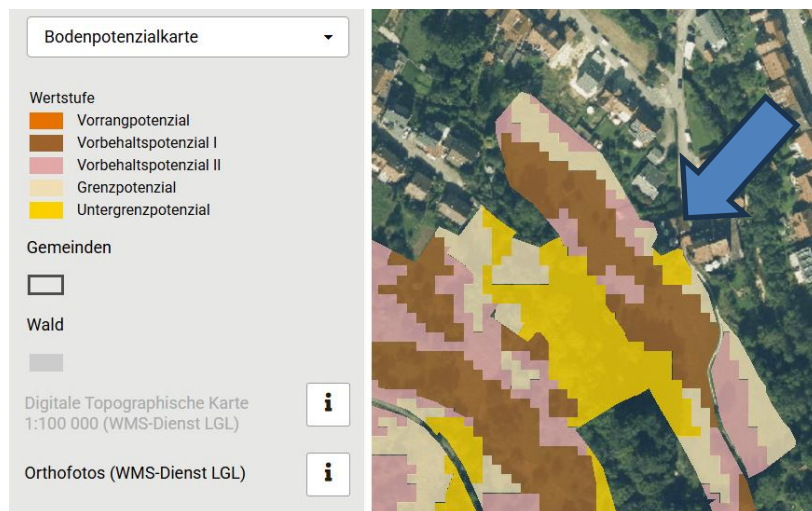 Bodenpotenzialkarte
Wertstufe
Vorrangpotenzial
Vorbehaltspotenzial I
Vorbehaltspotenzial II
Grenzpotenzial
Untergrenzpotenzial
Gemeinden
Wald
Digitale Topographische Karte
1:100 000 (WMS-Dienst LGL)
i
Orthofotos (WMS-Dienst LGL)
i